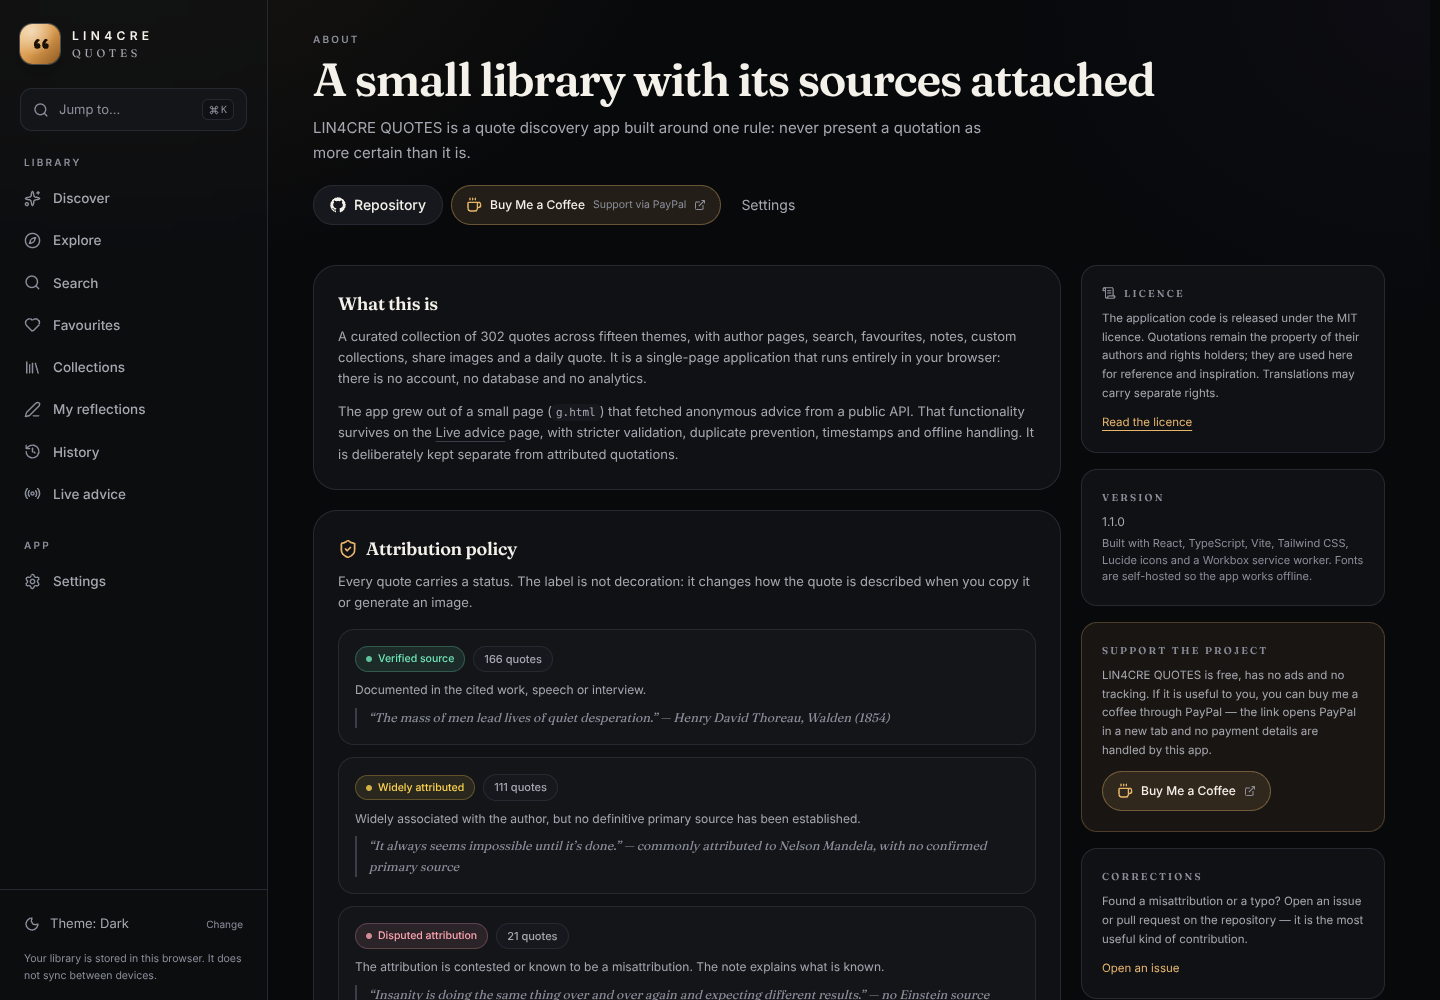 LIN4CRE
QUOTES
Jump to...
⌘K
LIBRARY
Discover
Explore
Search
Favourites
Collections
My reflections
History
Live advice
APP
Settings
Theme: Dark
Change
Your library is stored in this browser. It does
not sync between devices.
ABOUT
A small library with its sources attached
LIN4CRE QUOTES is a quote discovery app built around one rule: never present a quotation as
more certain than it is.
Repository
Buy Me a Coffee Support via PayPal
Settings
What this is
A curated collection of 302 quotes across fifteen themes, with author pages, search, favourites, notes, custom
collections, share images and a daily quote. It is a single-page application that runs entirely in your browser:
there is no account, no database and no analytics.
The app grew out of a small page ( g.html ) that fetched anonymous advice from a public API. That functionality
survives on the Live advice page, with stricter validation, duplicate prevention, timestamps and offline handling. It
is deliberately kept separate from attributed quotations.
Attribution policy
Every quote carries a status. The label is not decoration: it changes how the quote is described when you copy it
or generate an image.
Verified source
166 quotes
Documented in the cited work, speech or interview.
“The mass of men lead lives of quiet desperation.” — Henry David Thoreau, Walden (1854)
Widely attributed
111 quotes
Widely associated with the author, but no definitive primary source has been established.
“It always seems impossible until it’s done.” — commonly attributed to Nelson Mandela, with no confirmed
primary source
Disputed attribution
21 quotes
The attribution is contested or known to be a misattribution. The note explains what is known.
“Insanity is doing the same thing over and over again and expecting different results.” — no Einstein source
LICENCE
The application code is released under the MIT
licence. Quotations remain the property of their
authors and rights holders; they are used here
for reference and inspiration. Translations may
carry separate rights.
Read the licence
VERSION
1.1.0
Built with React, TypeScript, Vite, Tailwind CSS,
Lucide icons and a Workbox service worker. Fonts
are self-hosted so the app works offline.
SUPPORT THE PROJECT
LIN4CRE QUOTES is free, has no ads and no
tracking. If it is useful to you, you can buy me a
coffee through PayPal — the link opens PayPal
in a new tab and no payment details are
handled by this app.
Buy Me a Coffee
CORRECTIONS
Found a misattribution or a typo? Open an issue
or pull request on the repository — it is the most
useful kind of contribution.
Open an issue